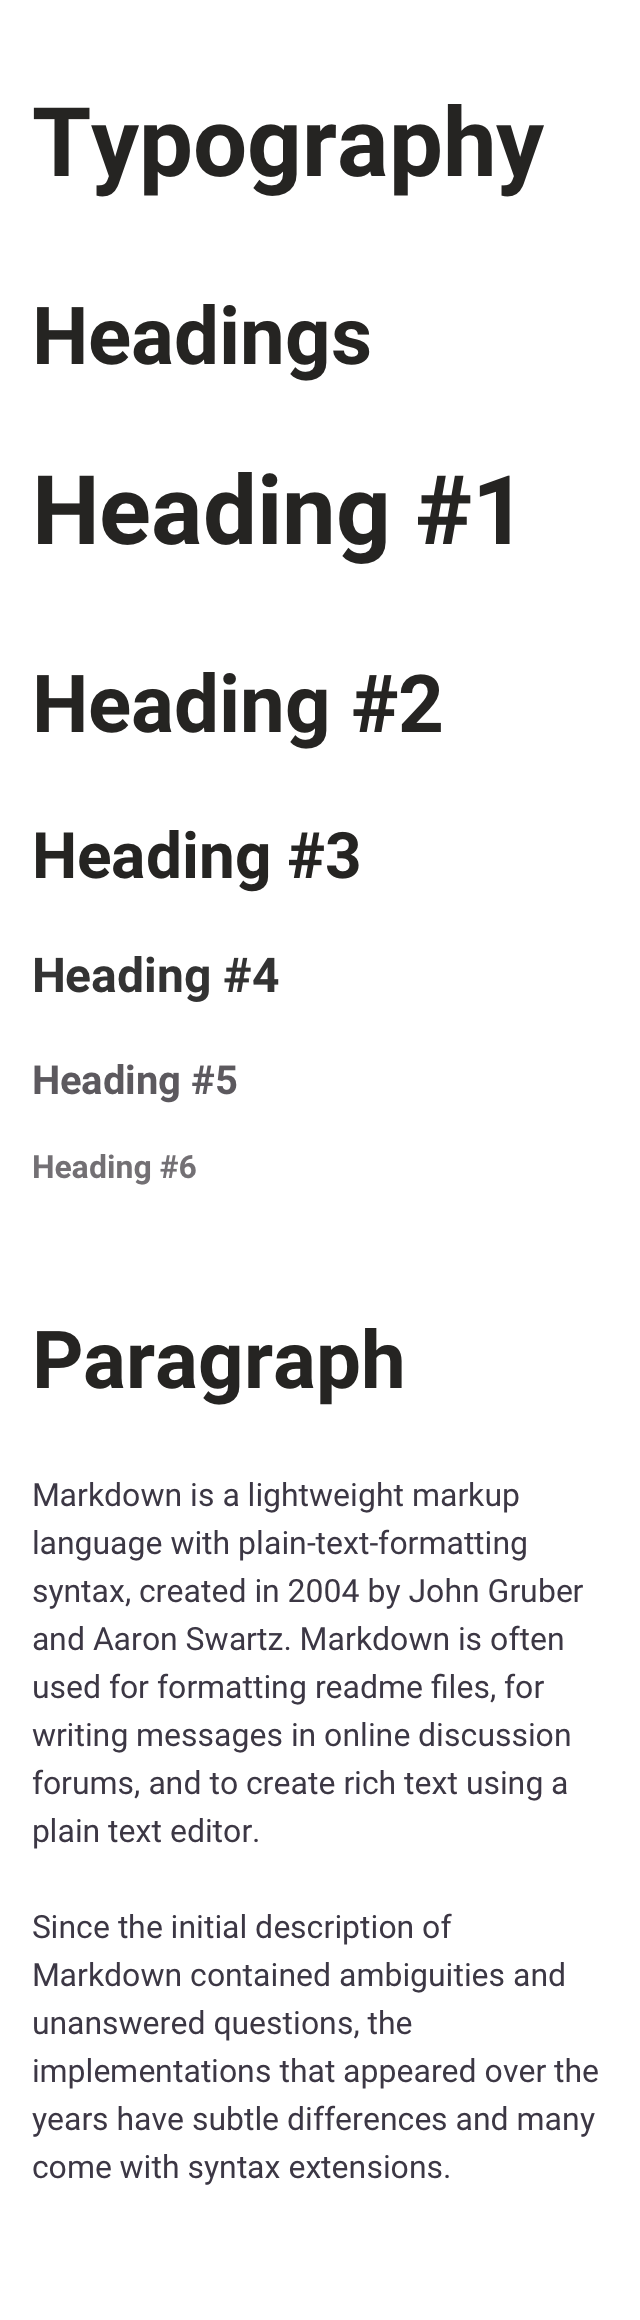 Typography
Headings
Heading #1
Heading #2
Heading #3
Heading #4
Heading #5
Heading #6
Paragraph
Markdown is a lightweight markup
language with plain-text-formatting
syntax, created in 2004 by John Gruber
and Aaron Swartz. Markdown is often
used for formatting readme files, for
writing messages in online discussion
forums, and to create rich text using a
plain text editor.
Since the initial description of
Markdown contained ambiguities and
unanswered questions, the
implementations that appeared over the
years have subtle differences and many
come with syntax extensions.